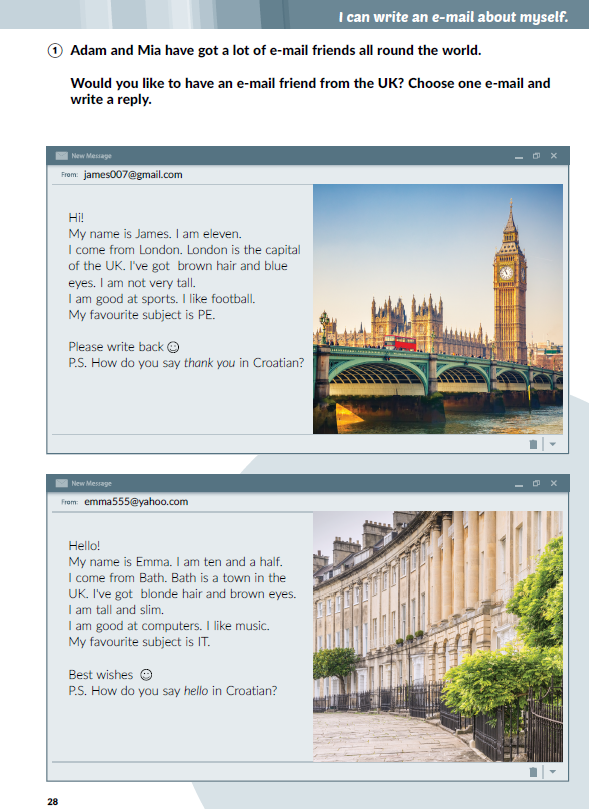 I can write an e-mail about myself.
1 Adam and Mia have got a lot of e-mail friends all round the world.
Would you like to have an e-mail friend from the UK? Choose one e-mail and
write a reply.
New Message
From: james007@gmail.com
Hi!
My name is James. I am eleven.
I come from London. London is the capital
of the UK. I've got brown hair and blue
eyes. I am not very tall.
I am good at sports. I like football.
My favourite subject is PE.
Please write back ☺
P.S. How do you say thank you in Croatian?
New Message
From: emma555@yahoo.com
Hello!
My name is Emma. I am ten and a half.
I come from Bath. Bath is a town in the
UK. I've got blonde hair and brown eyes.
I am tall and slim.
I am good at computers. I like music.
My favourite subject is IT.
Best wishes ☺
P.S. How do you say hello in Croatian?
28